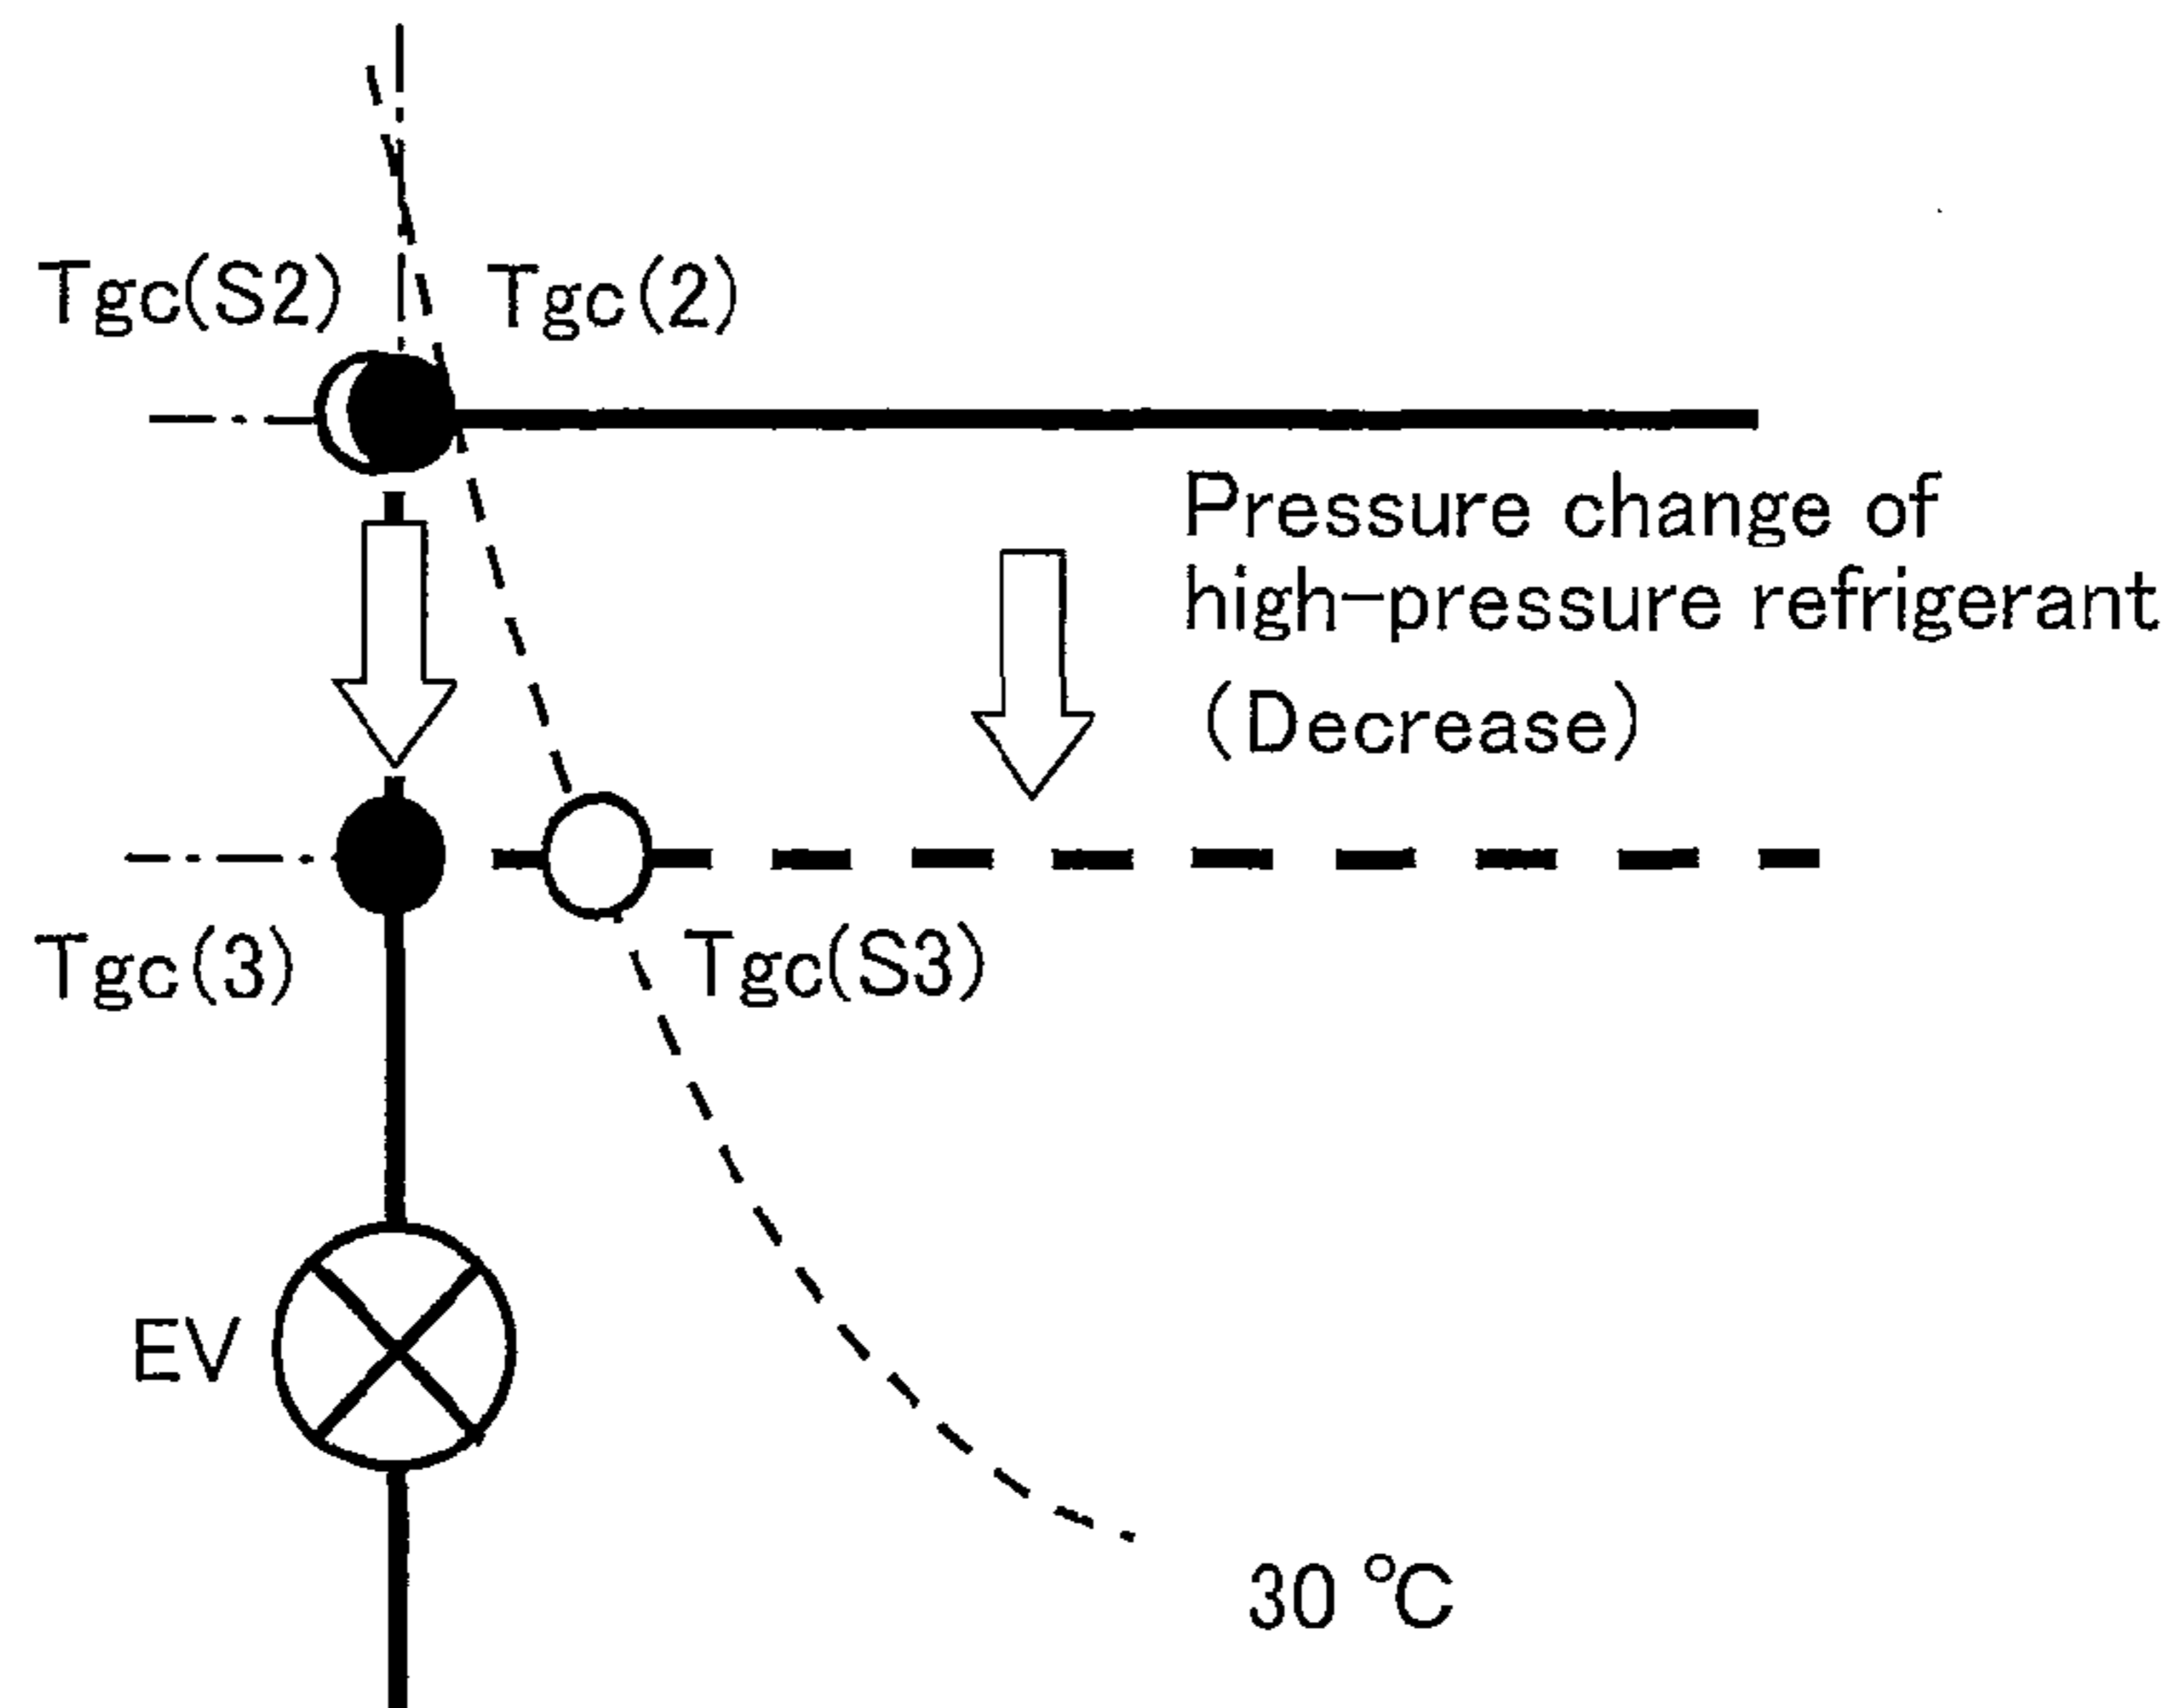 Tgc(S2) Tgc(2)
Pressure change of
high-pressure refrigerant
(Decrease)
Tgc(3) Tgc(S3)
EV
30 °C